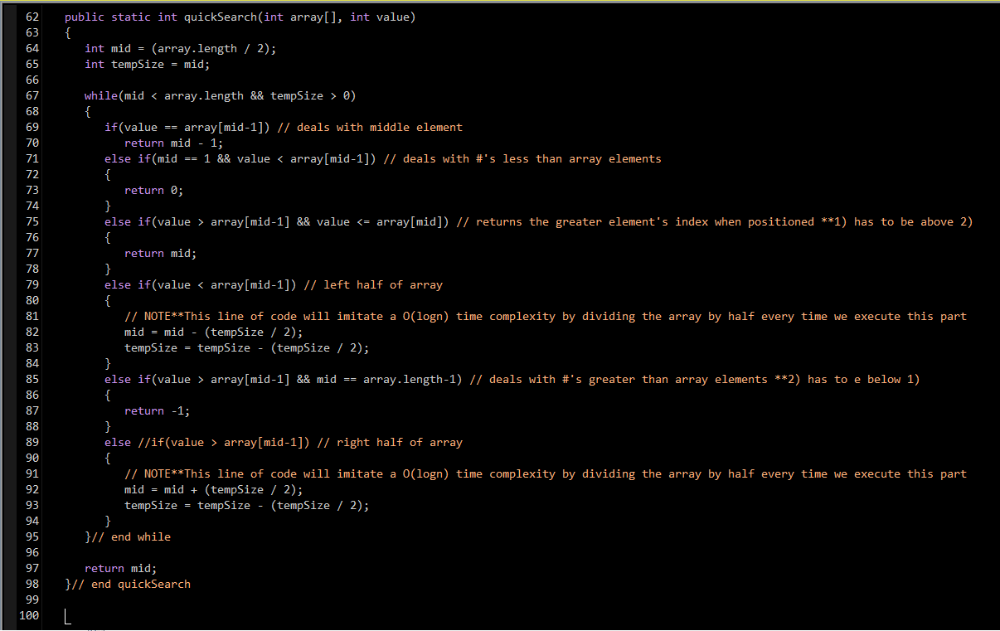 62 public static int quickSearch(int array[], int value)
63 {
64 int mid = (array.length / 2);
65 int tempSize = mid;
66
67 while(mid < array.length && tempSize > 0)
68 {
69 if(value == array[mid-1]) // deals with middle element
70 return mid - 1;
71 else if(mid == 1 && value < array[mid-1]) // deals with #'s less than array elements
72 {
73 return 0;
74 }
75 else if(value > array[mid-1] && value <= array[mid]) // returns the greater element's index when positioned **1) has to be above 2)
76 {
77 return mid;
78 }
79 else if(value < array[mid-1]) // left half of array
80 {
81 // NOTE**This line of code will imitate a O(logn) time complexity by dividing the array by half every time we execute this part
82 mid = mid - (tempSize / 2);
83 tempSize = tempSize - (tempSize / 2);
84 }
85 else if(value > array[mid-1] && mid == array.length-1) // deals with #'s greater than array elements **2) has to e below 1)
86 {
87 return -1;
88 }
89 else //if(value > array[mid-1]) // right half of array
90 {
91 // NOTE**This line of code will imitate a O(logn) time complexity by dividing the array by half every time we execute this part
92 mid = mid + (tempSize / 2);
93 tempSize = tempSize - (tempSize / 2);
94 }
95 }// end while
96
97 return mid;
98 }// end quickSearch
99
100